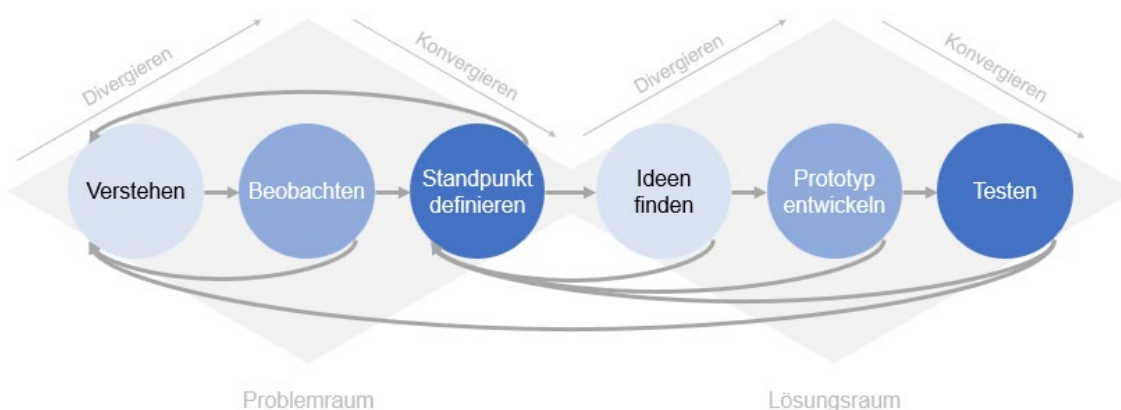 Divergieren
Konvergieren
Divergieren
Konvergieren
Verstehen
Beobachten
Standpunkt
definieren
Ideen
finden
Prototyp
entwickeln
Testen
Problemraum
Lösungsraum